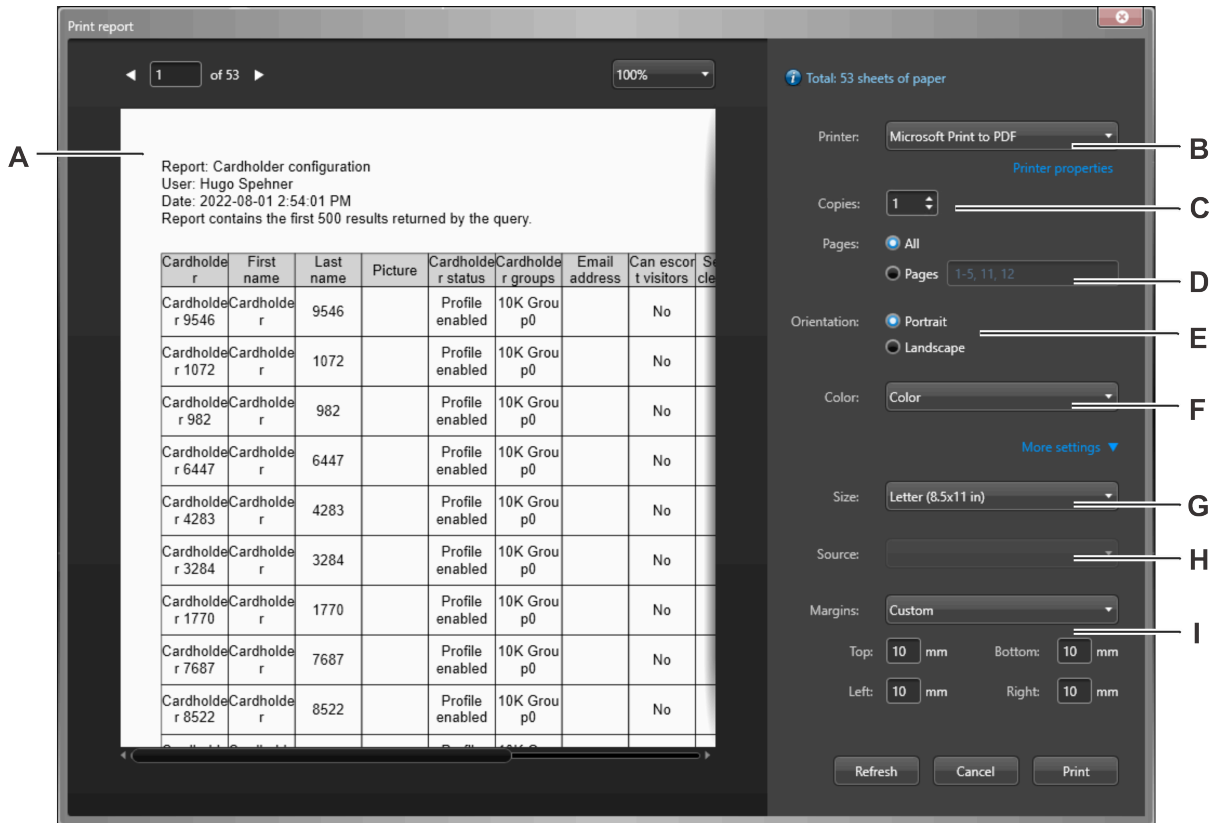 Print report
1 of 53
100%
Total: 53 sheets of paper
A
Report: Cardholder configuration
User: Hugo Spehner
Date: 2022-08-01 2:54:01 PM
Report contains the first 500 results returned by the query.
Cardholde First Last Picture Cardholde Cardholde Email Can escor
r name name r status r groups address t visitors
Cardholde Cardholde 9546 Profile 10K Grou No
r 9546 r enabled p0
Cardholde Cardholde 1072 Profile 10K Grou No
r 1072 r enabled p0
Cardholde Cardholde 982 Profile 10K Grou No
r 982 r enabled p0
Cardholde Cardholde 6447 Profile 10K Grou No
r 6447 r enabled p0
Cardholde Cardholde 4283 Profile 10K Grou No
r 4283 r enabled p0
Cardholde Cardholde 3284 Profile 10K Grou No
r 3284 r enabled p0
Cardholde Cardholde 1770 Profile 10K Grou No
r 1770 r enabled p0
Cardholde Cardholde 7687 Profile 10K Grou No
r 7687 r enabled p0
Cardholde Cardholde 8522 Profile 10K Grou No
r 8522 r enabled p0
Printer: Microsoft Print to PDF B
Printer properties
Copies: 1 C
Pages: All
Pages 1-5, 11, 12 D
Orientation: Portrait E
Landscape
Color: Color F
More settings
Size: Letter (8.5x11 in) G
Source: H
Margins: Custom I
Top: 10 mm Bottom: 10 mm
Left: 10 mm Right: 10 mm
Refresh Cancel Print